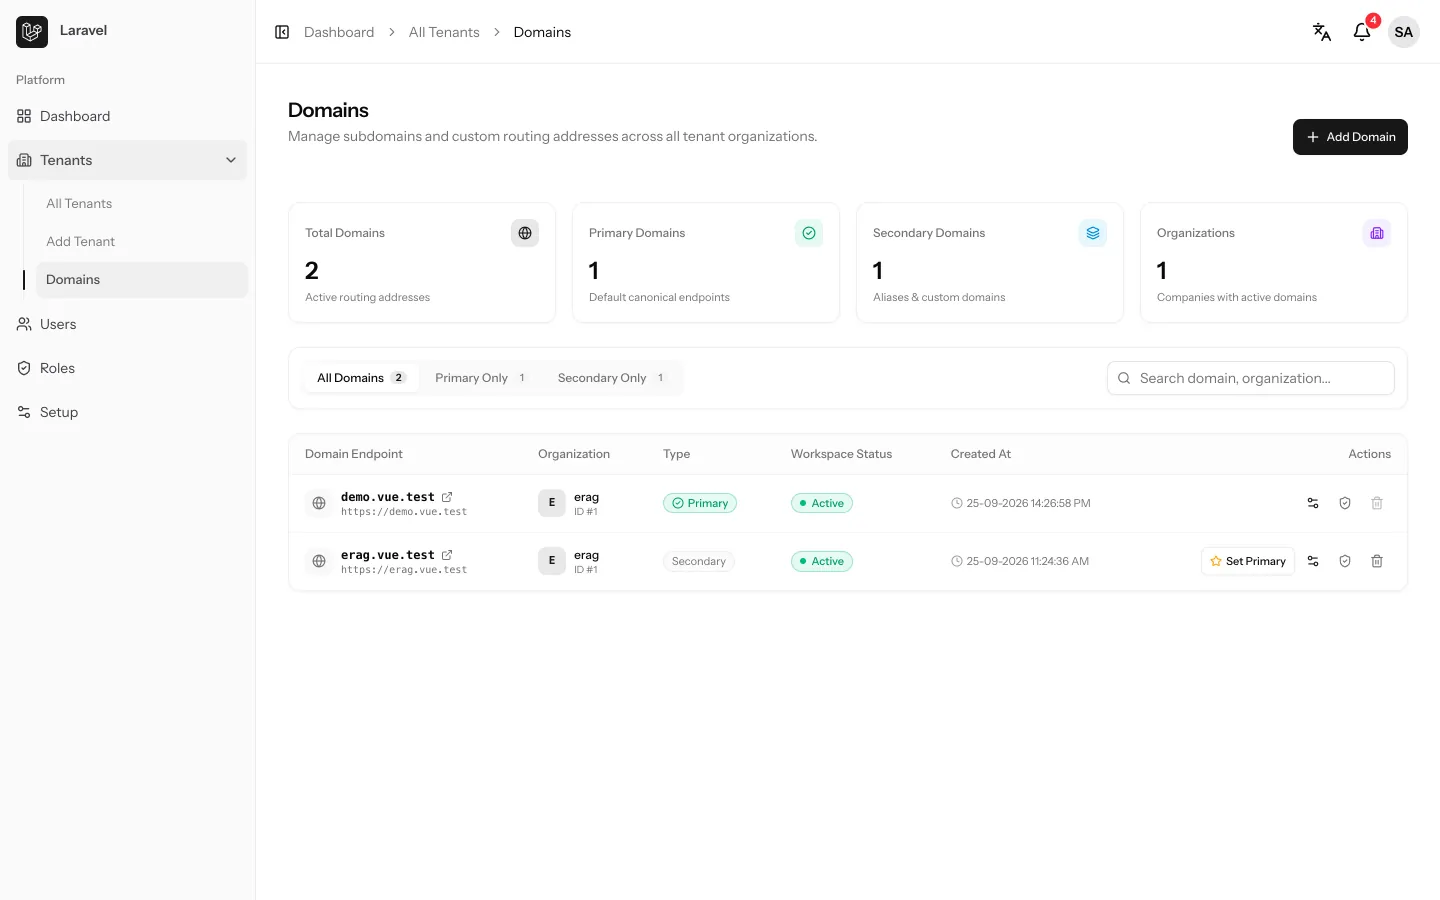 Laravel
Platform
Dashboard
Tenants
All Tenants
Add Tenant
Domains
Users
Roles
Setup
Dashboard > All Tenants > Domains
4
SA
Domains
Manage subdomains and custom routing addresses across all tenant organizations.
Add Domain
Total Domains
2
Active routing addresses
Primary Domains
1
Default canonical endpoints
Secondary Domains
1
Aliases & custom domains
Organizations
1
Companies with active domains
All Domains 2 Primary Only 1 Secondary Only 1
Search domain, organization...
Domain Endpoint Organization Type Workspace Status Created At Actions
demo.vue.test
https://demo.vue.test
E
erag
ID #1
Primary
Active
25-09-2026 14:26:58 PM
erag.vue.test
https://erag.vue.test
E
erag
ID #1
Secondary
Active
25-09-2026 11:24:36 AM
Set Primary